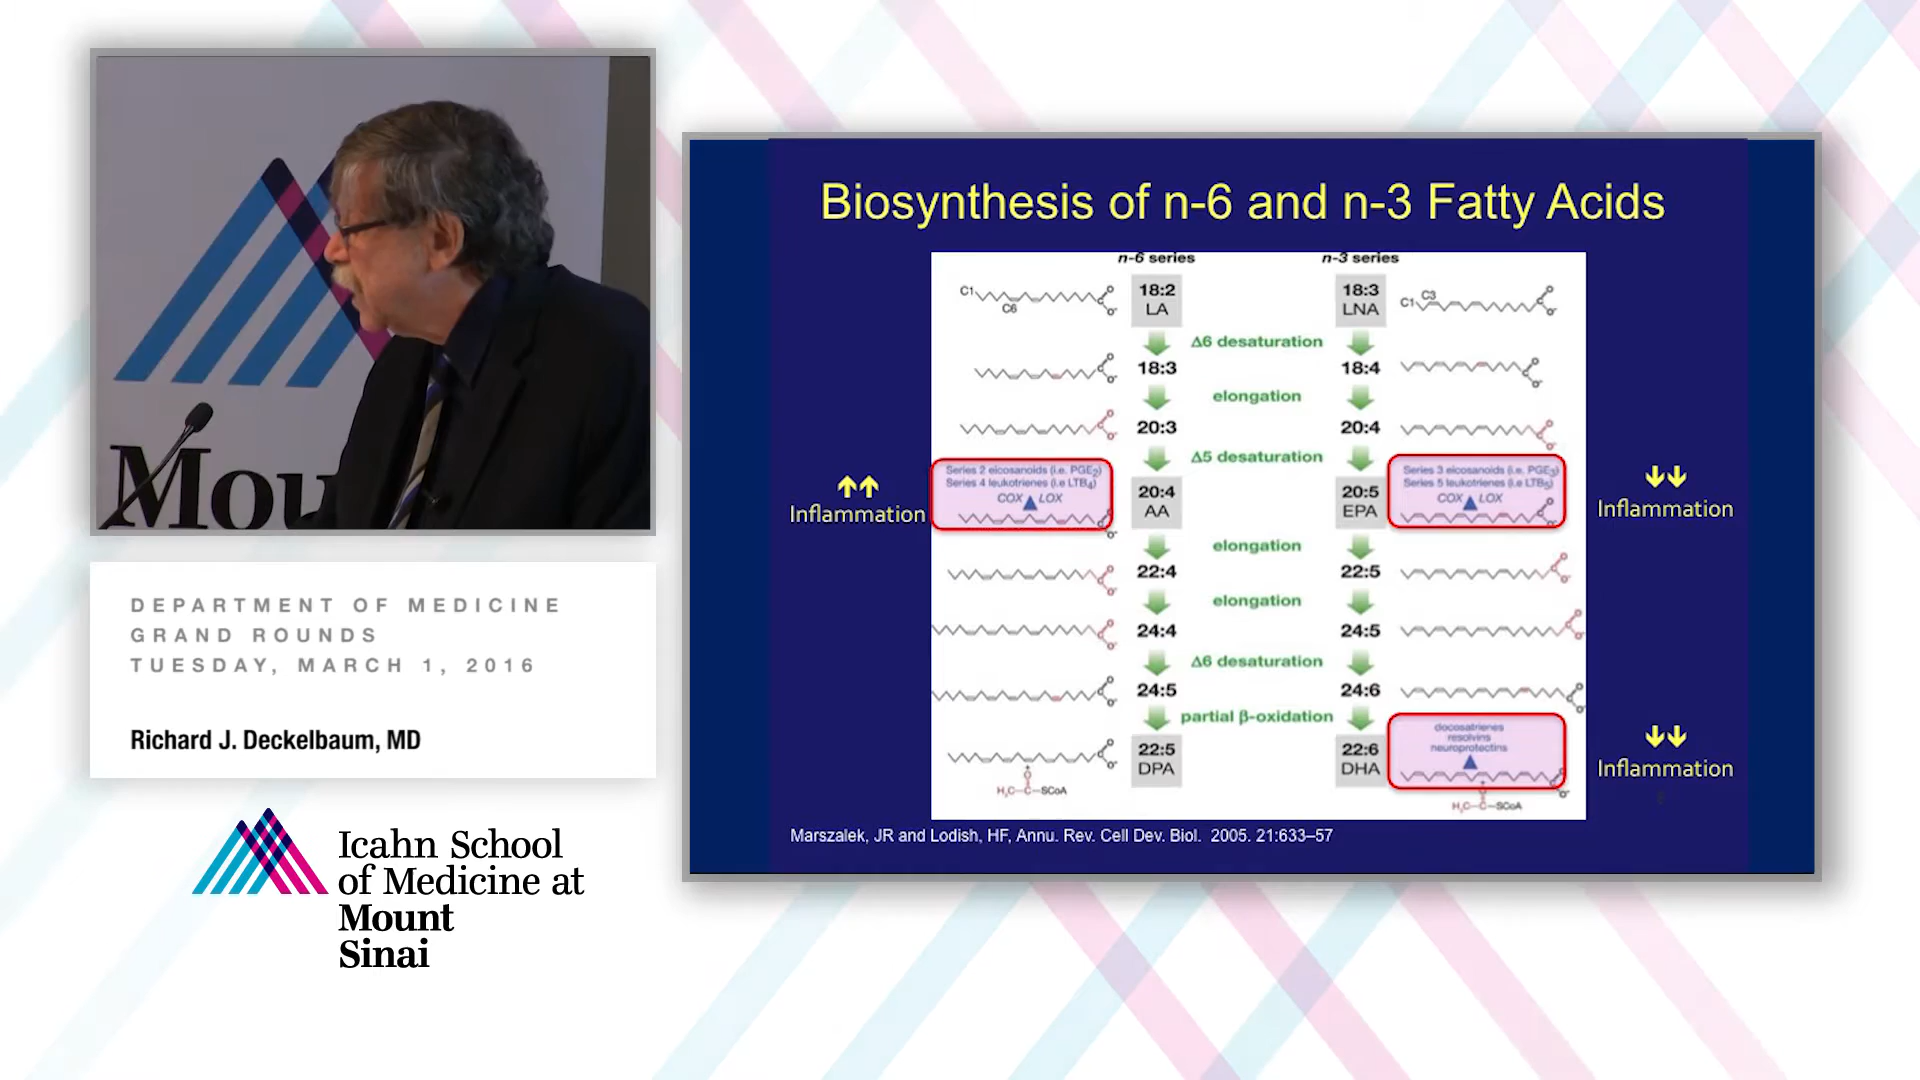 Mou
DEPARTMENT OF MEDICINE
GRAND ROUNDS
TUESDAY, MARCH 1, 2016
Richard J. Deckelbaum, MD
Icahn School
of Medicine at
Mount
Sinai
Biosynthesis of n-6 and n-3 Fatty Acids
n-6 series
n-3 series
C1
C6
18:2
LA
18:3
LNA
C1
C3
Δ6 desaturation
18:3
18:4
elongation
20:3
20:4
Δ5 desaturation
↑↑
Inflammation
Series 2 eicosanoids (i.e. PGE2)
Series 4 leukotrienes (i.e LTB4)
COX LOX
20:4
AA
20:5
EPA
Series 3 eicosanoids (i.e. PGE3)
Series 5 leukotrienes (i.e LTB5)
COX LOX
↓↓
Inflammation
elongation
22:4
22:5
elongation
24:4
24:5
Δ6 desaturation
24:5
24:6
partial β-oxidation
22:5
DPA
22:6
DHA
docosatrienes
resolvins
neuroprotectins
↓↓
Inflammation
H3C—C—SCoA
H3C—C—SCoA
Marszalek, JR and Lodish, HF, Annu. Rev. Cell Dev. Biol. 2005. 21:633–57